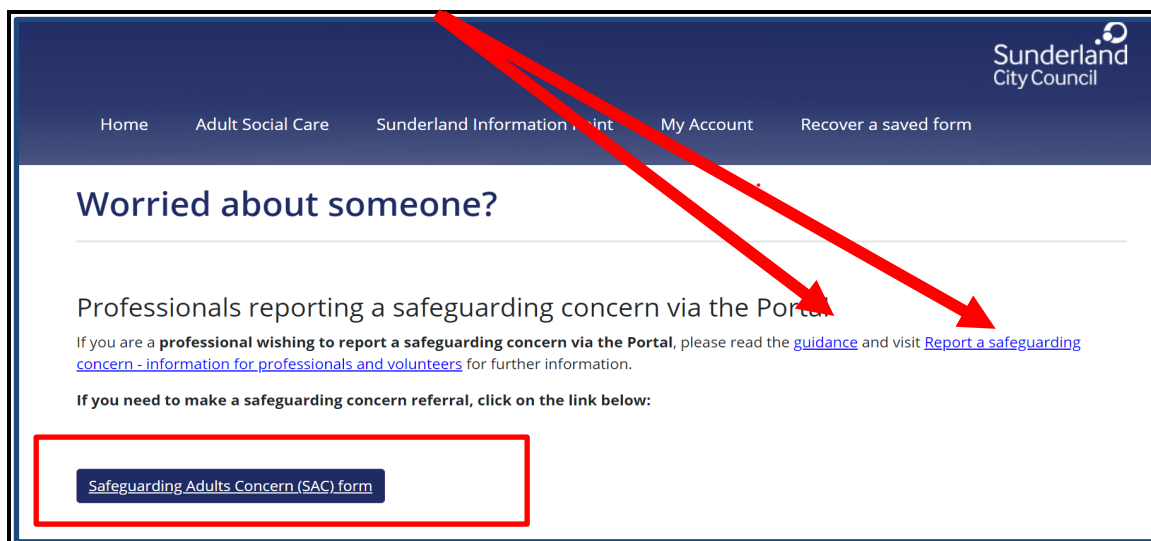 Sunderland
City Council
Home Adult Social Care Sunderland Information Point My Account Recover a saved form
Worried about someone?
Professionals reporting a safeguarding concern via the Portal
If you are a professional wishing to report a safeguarding concern via the Portal, please read the guidance and visit Report a safeguarding
concern - information for professionals and volunteers for further information.
If you need to make a safeguarding concern referral, click on the link below:
Safeguarding Adults Concern (SAC) form